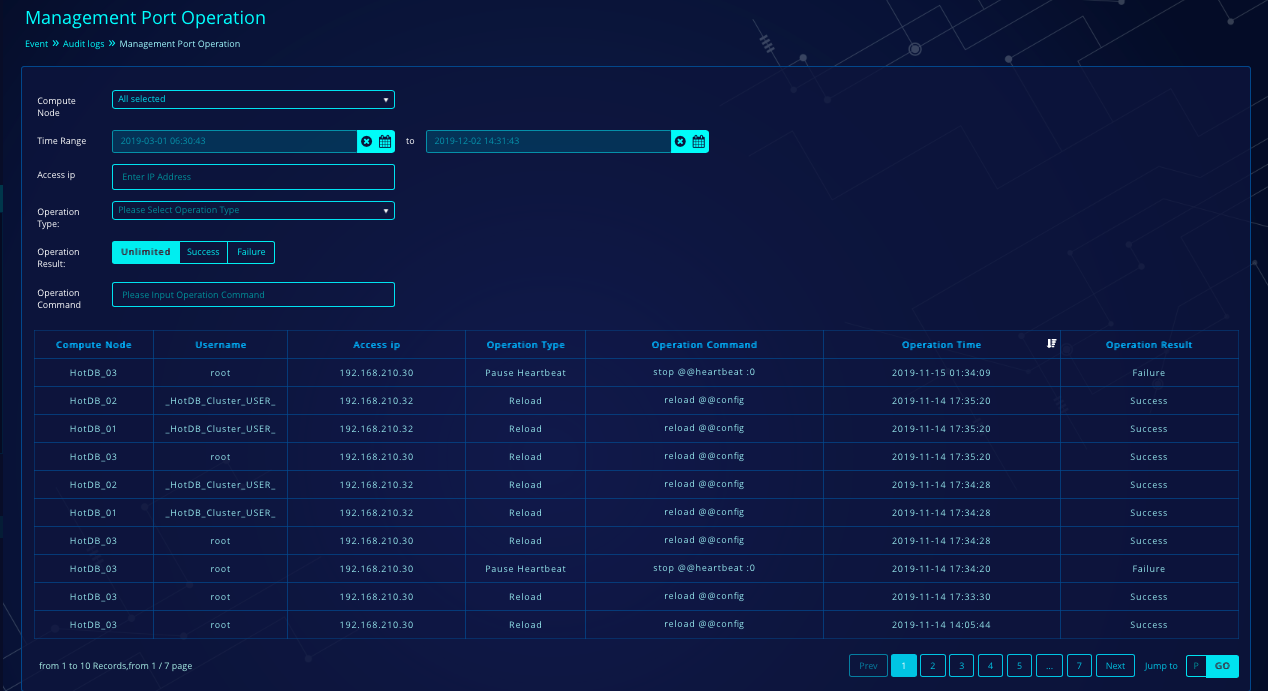 Management Port Operation
Event » Audit logs » Management Port Operation
Compute Node All selected
Time Range 2019-03-01 06:30:43 to 2019-12-02 14:31:43
Access ip Enter IP Address
Operation Type: Please Select Operation Type
Operation Result: Unlimited Success Failure
Operation Command Please Input Operation Command
Compute Node Username Access ip Operation Type Operation Command Operation Time Operation Result
HotDB_03 root 192.168.210.30 Pause Heartbeat stop @@heartbeat :0 2019-11-15 01:34:09 Failure
HotDB_02 _HotDB_Cluster_USER_ 192.168.210.32 Reload reload @@config 2019-11-14 17:35:20 Success
HotDB_01 _HotDB_Cluster_USER_ 192.168.210.32 Reload reload @@config 2019-11-14 17:35:20 Success
HotDB_03 root 192.168.210.30 Reload reload @@config 2019-11-14 17:35:20 Success
HotDB_02 _HotDB_Cluster_USER_ 192.168.210.32 Reload reload @@config 2019-11-14 17:34:28 Success
HotDB_01 _HotDB_Cluster_USER_ 192.168.210.32 Reload reload @@config 2019-11-14 17:34:28 Success
HotDB_03 root 192.168.210.30 Reload reload @@config 2019-11-14 17:34:28 Success
HotDB_03 root 192.168.210.30 Pause Heartbeat stop @@heartbeat :0 2019-11-14 17:34:20 Failure
HotDB_03 root 192.168.210.30 Reload reload @@config 2019-11-14 17:33:30 Success
HotDB_03 root 192.168.210.30 Reload reload @@config 2019-11-14 14:05:44 Success
from 1 to 10 Records,from 1 / 7 page Prev 1 2 3 4 5 ... 7 Next Jump to P GO